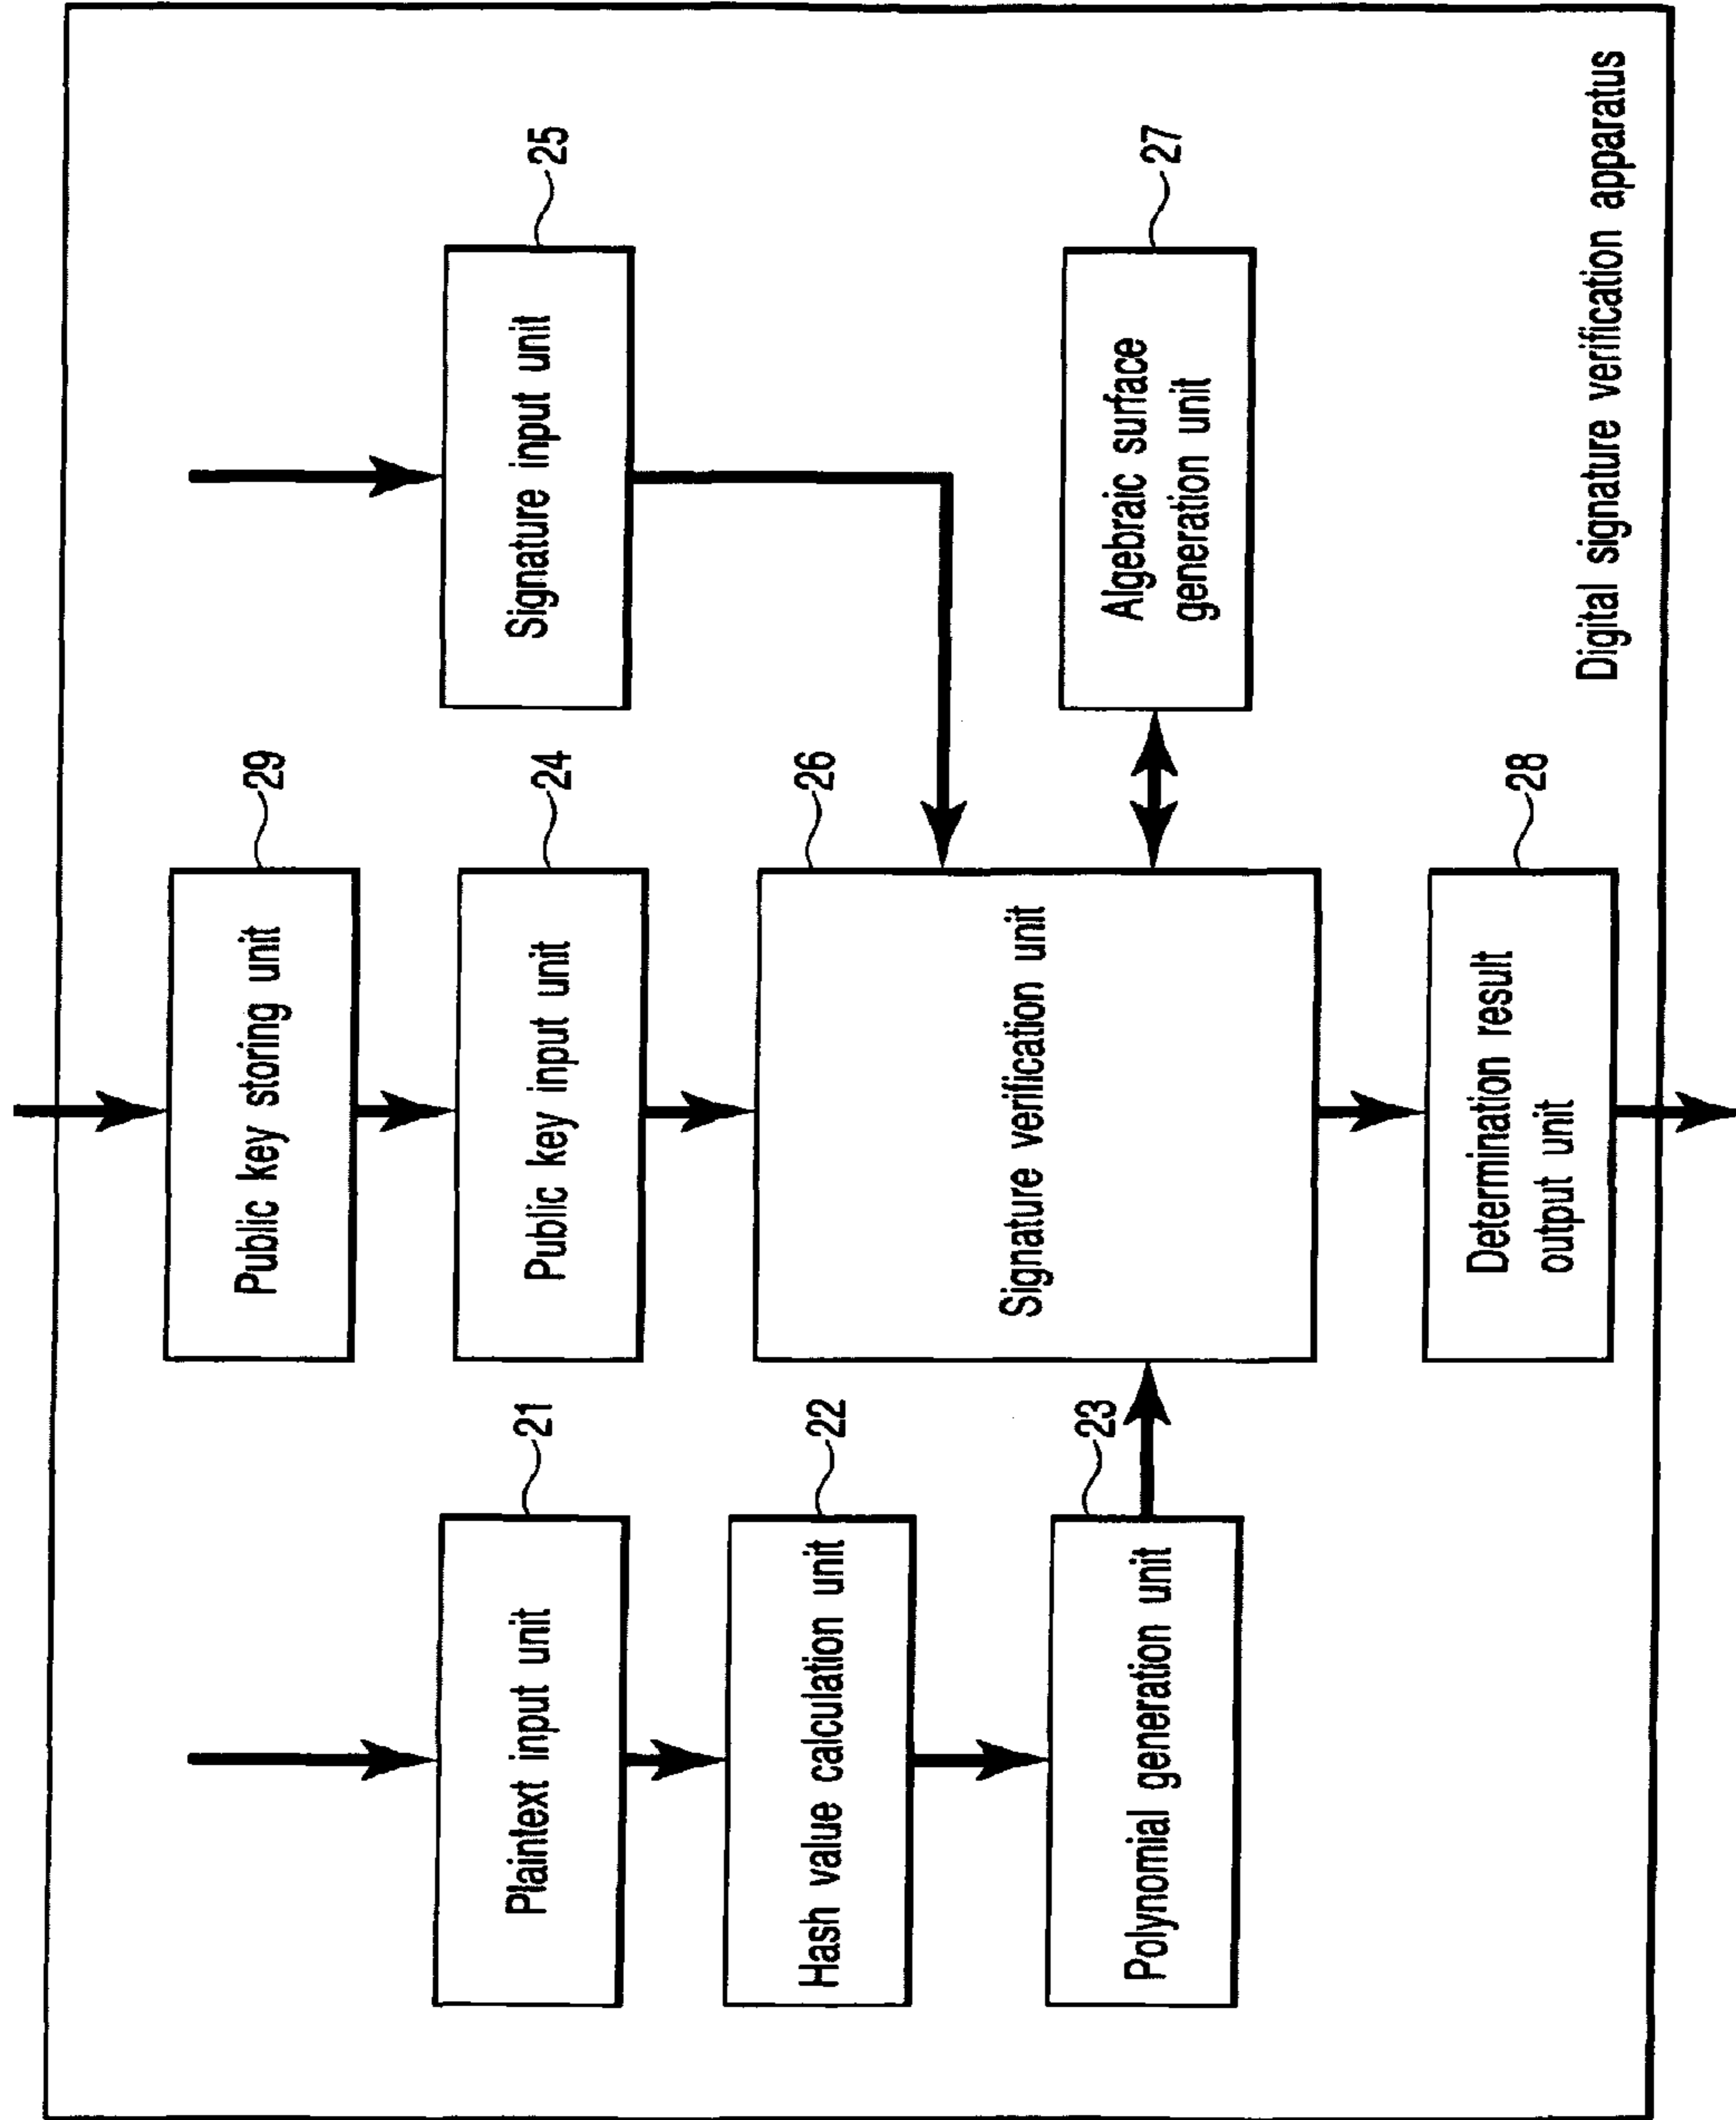 Public key storing unit
29
Plaintext input unit
21
Public key input unit
24
Signature input unit
25
Hash value calculation unit
22
Signature verification unit
26
Polynomial generation unit
23
Algebraic surface
generation unit
27
Determination result
output unit
28
Digital signature verification apparatus